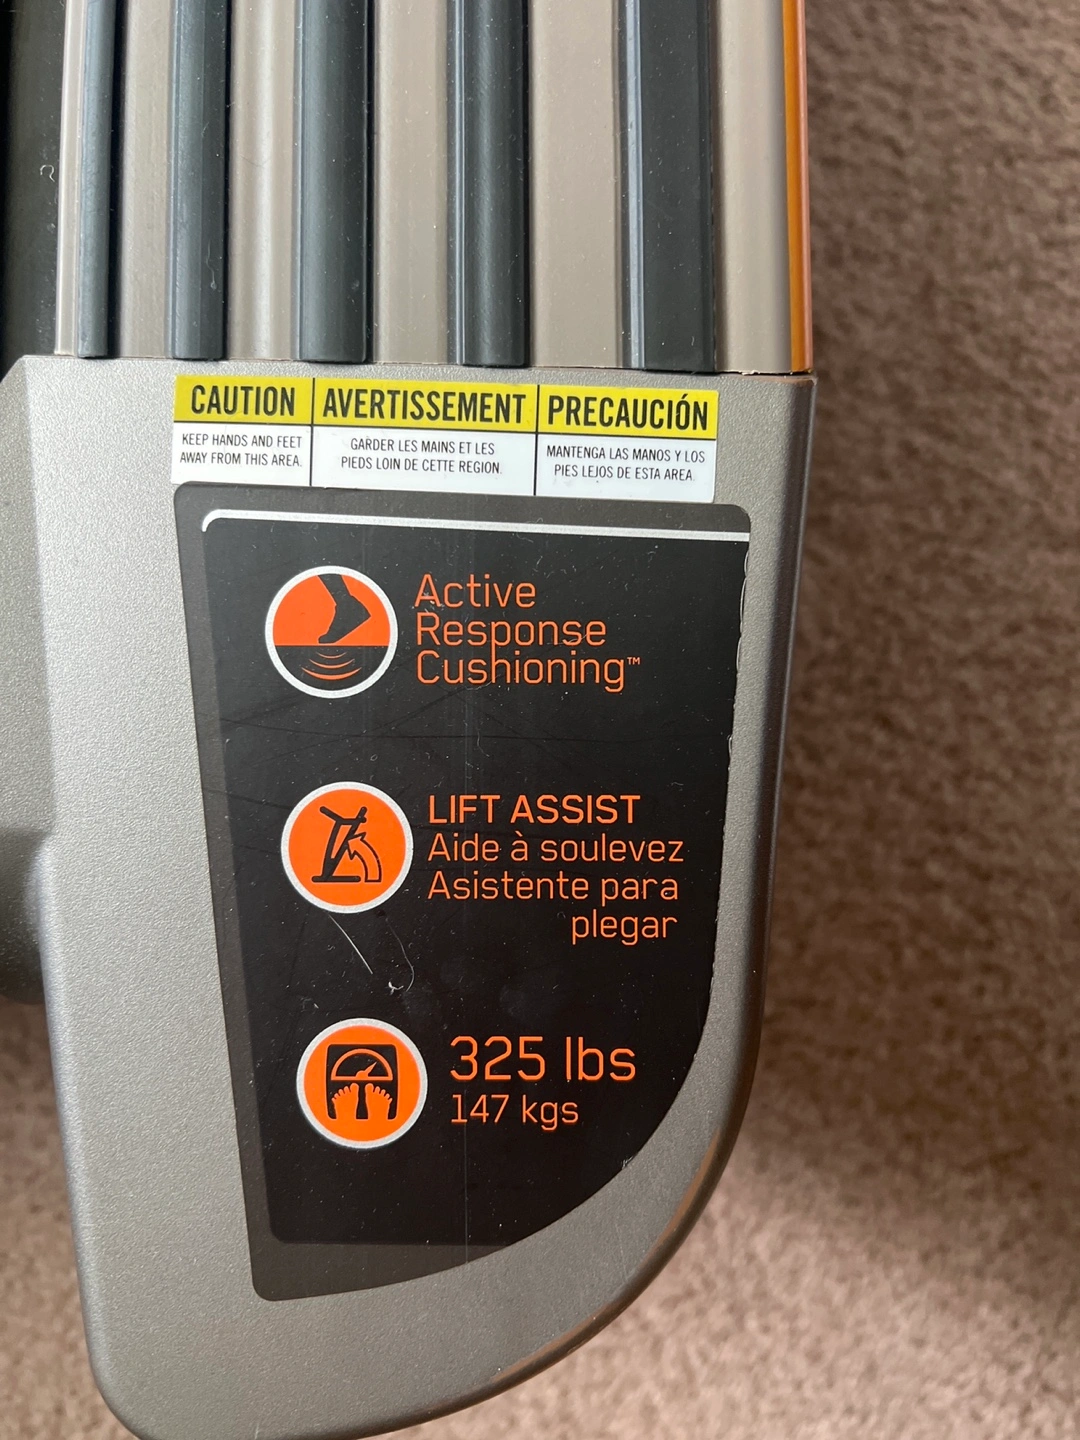 CAUTION
KEEP HANDS AND FEET
AWAY FROM THIS AREA.
AVERTISSEMENT
GARDER LES MAINS ET LES
PIEDS LOIN DE CETTE REGION.
PRECAUCIÓN
MANTENGA LAS MANOS Y LOS
PIES LEJOS DE ESTA AREA
Active
Response
Cushioning™
LIFT ASSIST
Aide à soulevez
Asistente para
plegar
325 lbs
147 kgs